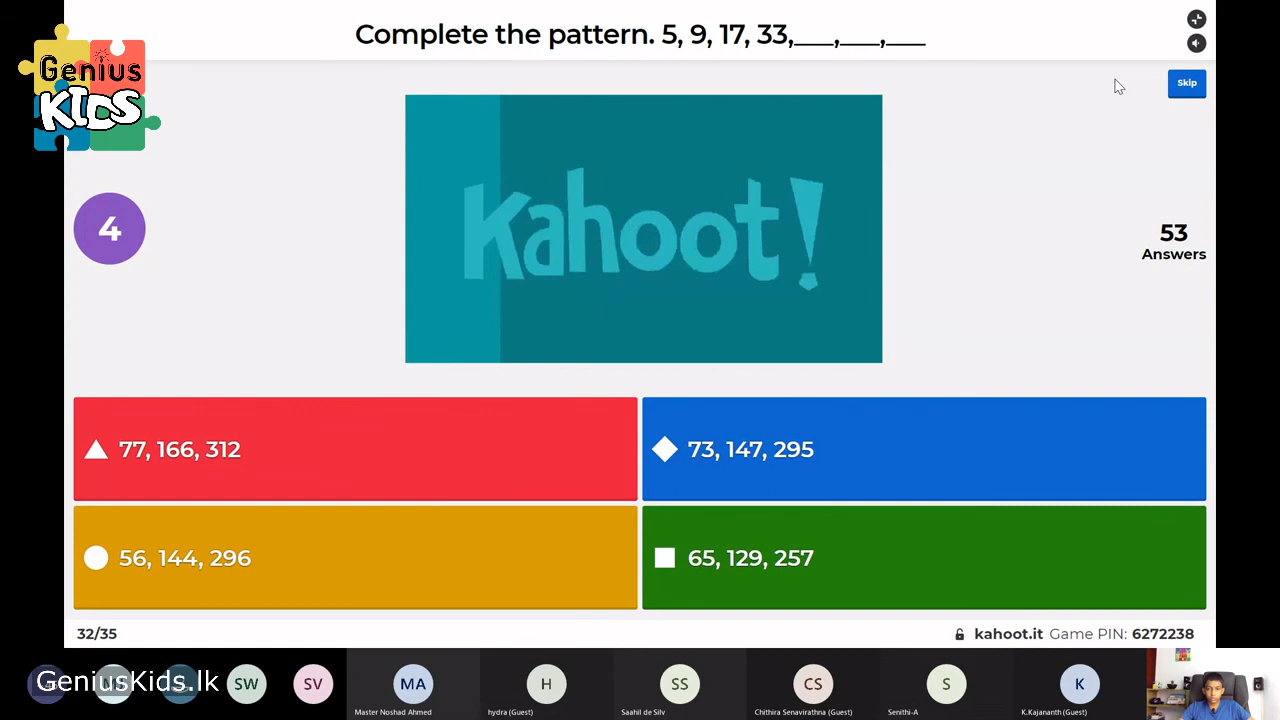 Complete the pattern. 5, 9, 17, 33,___,___,___
Genius
KIDS
Skip
4
Kahoot!
53
Answers
77, 166, 312
73, 147, 295
56, 144, 296
65, 129, 257
32/35
kahoot.it Game PIN: 6272238
GeniusKids.lk
SW
SV
MA
H
SS
CS
S
K
Master Noshad Ahmed
hydra (Guest)
Saahil de Silv
Chithira Senavirathna (Guest)
Senithi-A
K.Kajananth (Guest)